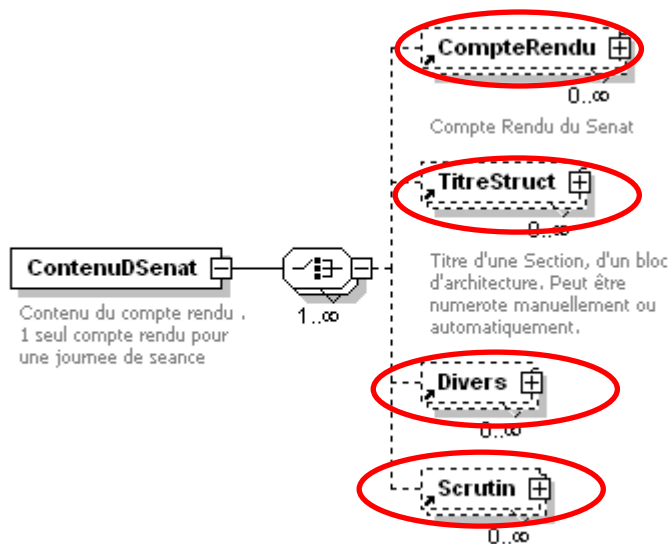 CompteRendu
0..∞
Compte Rendu du Senat
TitreStruct
0..∞
Titre d'une Section, d'un bloc
d'architecture. Peut être
numerote manuellement ou
automatiquement.
ContenuDSenat
1..∞
Contenu du compte rendu .
1 seul compte rendu pour
une journee de seance
Divers
0..∞
Scrutin
0..∞